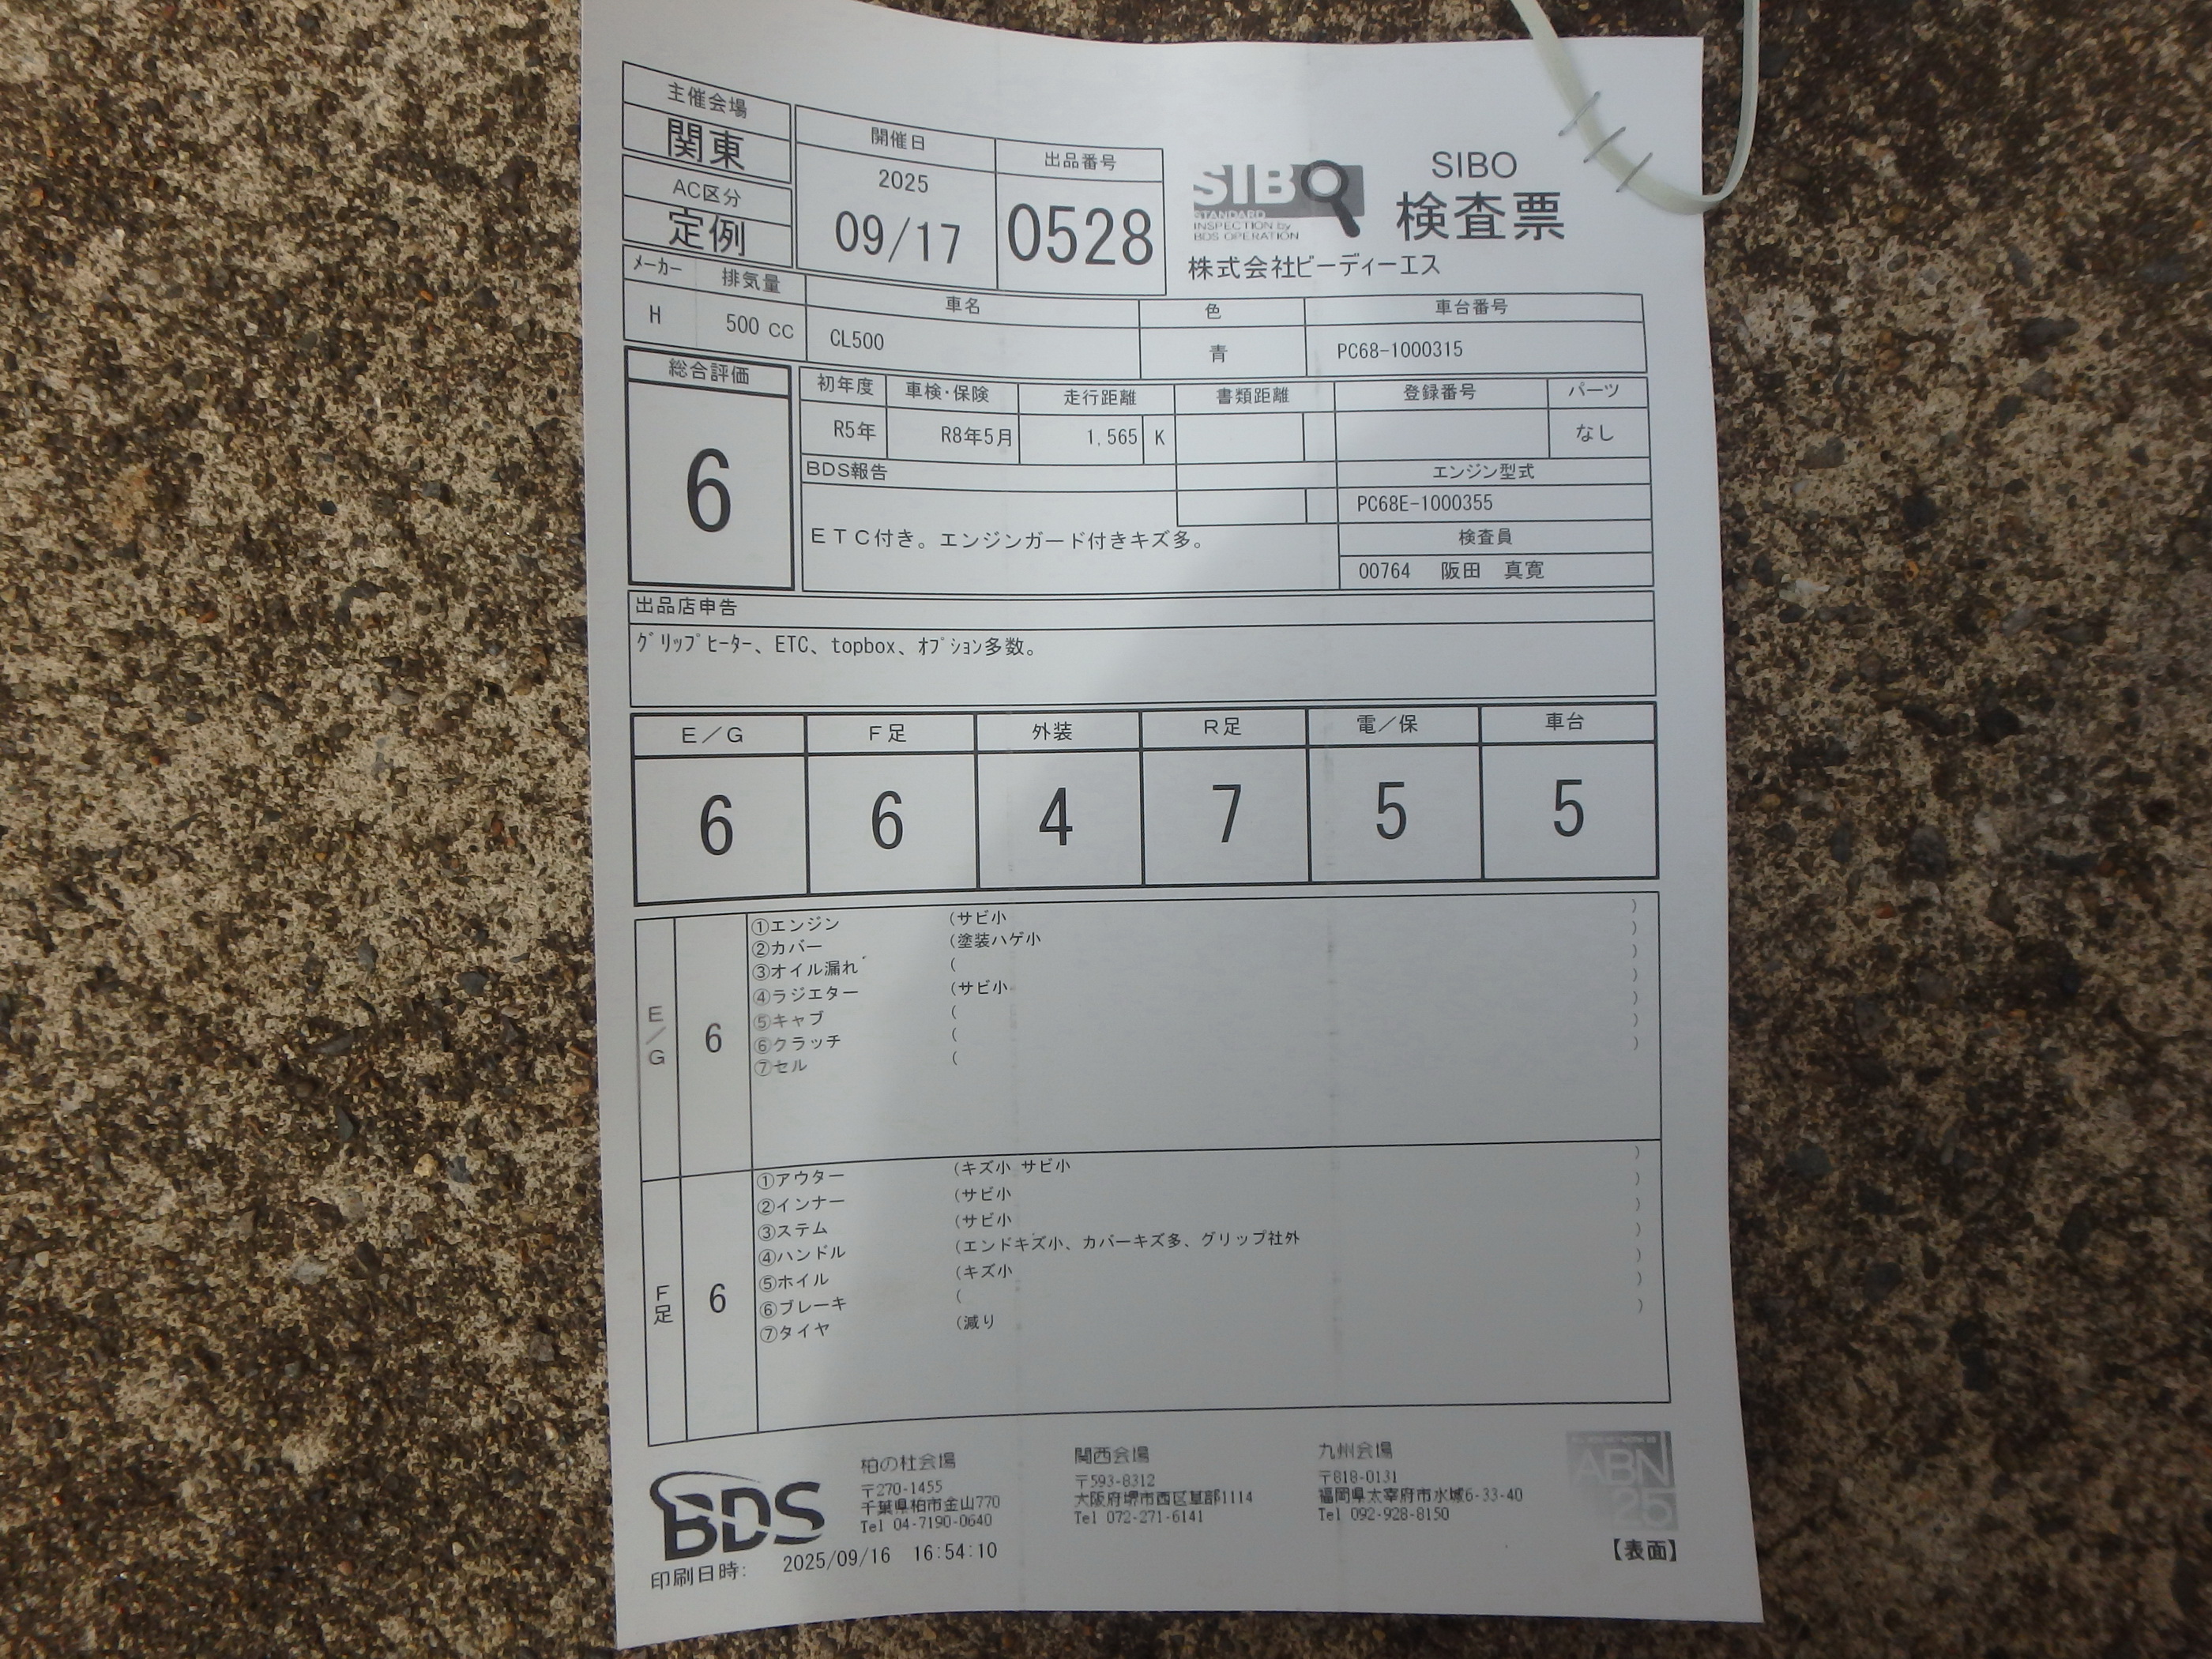 主催会場
関東
AC区分
定例
開催日
2025
09/17
出品番号
0528
SIBO
STANDARD
INSPECTION by
BDS OPERATION
SIBO
検査票
株式会社ビーディーエス
メーカー 排気量 車名 色 車台番号
H 500 CC CL500 青 PC68-1000315
総合評価
6
初年度 車検・保険 走行距離 書類距離 登録番号 パーツ
R5年 R8年5月 1,565 K なし
BDS報告
ETC付き。エンジンガード付きキズ多。
エンジン型式
PC68E-1000355
検査員
00764 阪田 真寛
出品店申告
ｸﾞﾘｯﾌﾟﾋｰﾀｰ、ETC、topbox、ｵﾌﾟｼｮﾝ多数。
E／G F足 外装 R足 電／保 車台
6 6 4 7 5 5
E／G
6
①エンジン (サビ小 )
②カバー (塗装ハゲ小 )
③オイル漏れ ( )
④ラジエター (サビ小 )
⑤キャブ ( )
⑥クラッチ ( )
⑦セル ( )
F足
6
①アウター (キズ小 サビ小 )
②インナー (サビ小 )
③ステム (サビ小 )
④ハンドル (エンドキズ小、カバーキズ多、グリップ社外 )
⑤ホイル (キズ小 )
⑥ブレーキ ( )
⑦タイヤ (減り )
BDS
柏の杜会場
〒270-1455
千葉県柏市金山770
Tel 04-7190-0640
関西会場
〒593-8312
大阪府堺市西区草部1114
Tel 072-271-6141
九州会場
〒818-0131
福岡県太宰府市水城6-33-40
Tel 092-928-8150
ABN
25
【表面】
印刷日時: 2025/09/16 16:54:10